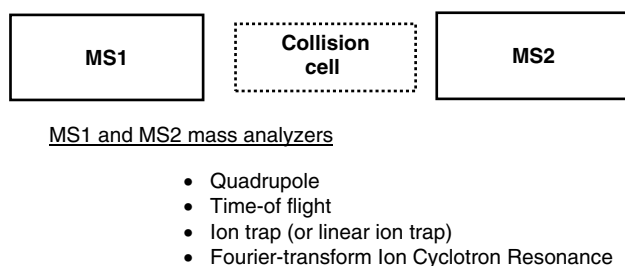 MS1
Collision
cell
MS2
MS1 and MS2 mass analyzers
• Quadrupole
• Time-of flight
• Ion trap (or linear ion trap)
• Fourier-transform Ion Cyclotron Resonance